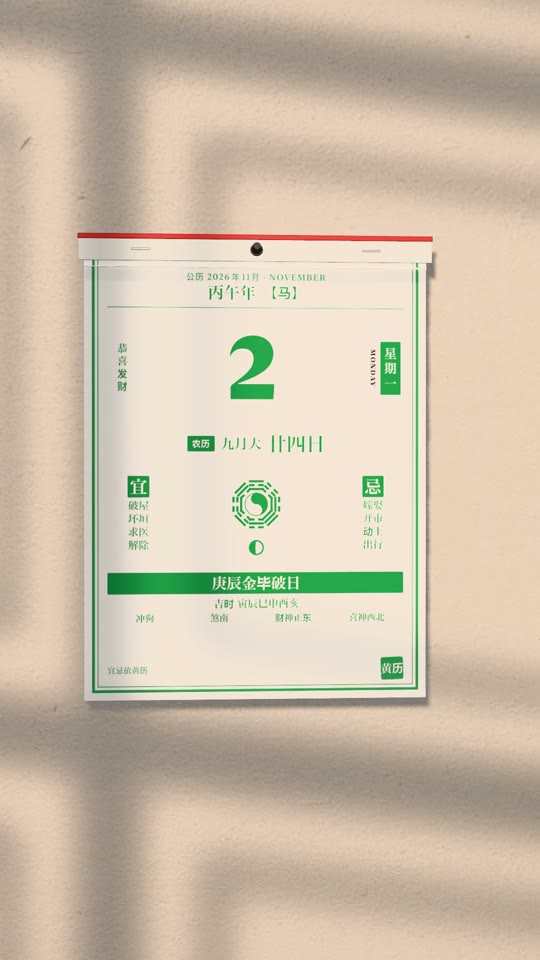 公历 2026年11月 · NOVEMBER
丙午年 【马】
恭喜发财
2
星期一
MONDAY
农历 九月大 廿四日
宜
破屋
坏垣
求医
解除
忌
嫁娶
开市
动土
出行
庚辰金毕破日
吉时 寅辰巳申酉亥
冲狗 煞南 财神正东 喜神西北
宜忌依黄历
黄历